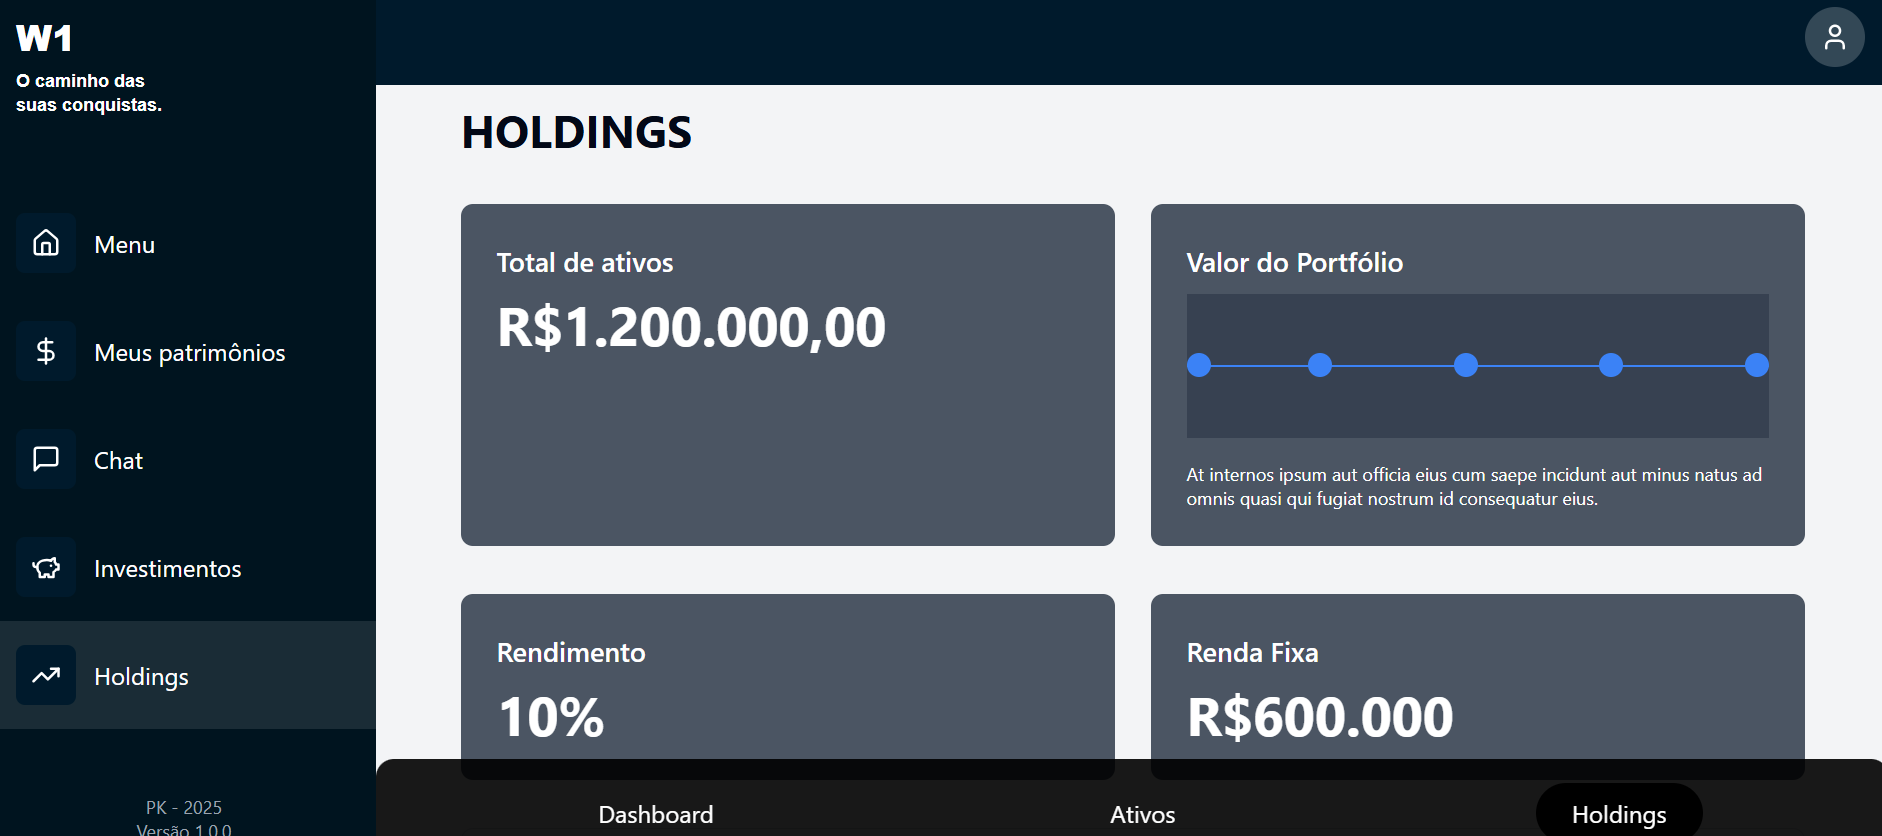 W1
O caminho das
suas conquistas.
Menu
Meus patrimônios
Chat
Investimentos
Holdings
PK - 2025
Versão 1.0.0
HOLDINGS
Total de ativos
R$1.200.000,00
Valor do Portfólio
At internos ipsum aut officia eius cum saepe incidunt aut minus natus ad
omnis quasi qui fugiat nostrum id consequatur eius.
Rendimento
10%
Renda Fixa
R$600.000
Dashboard
Ativos
Holdings